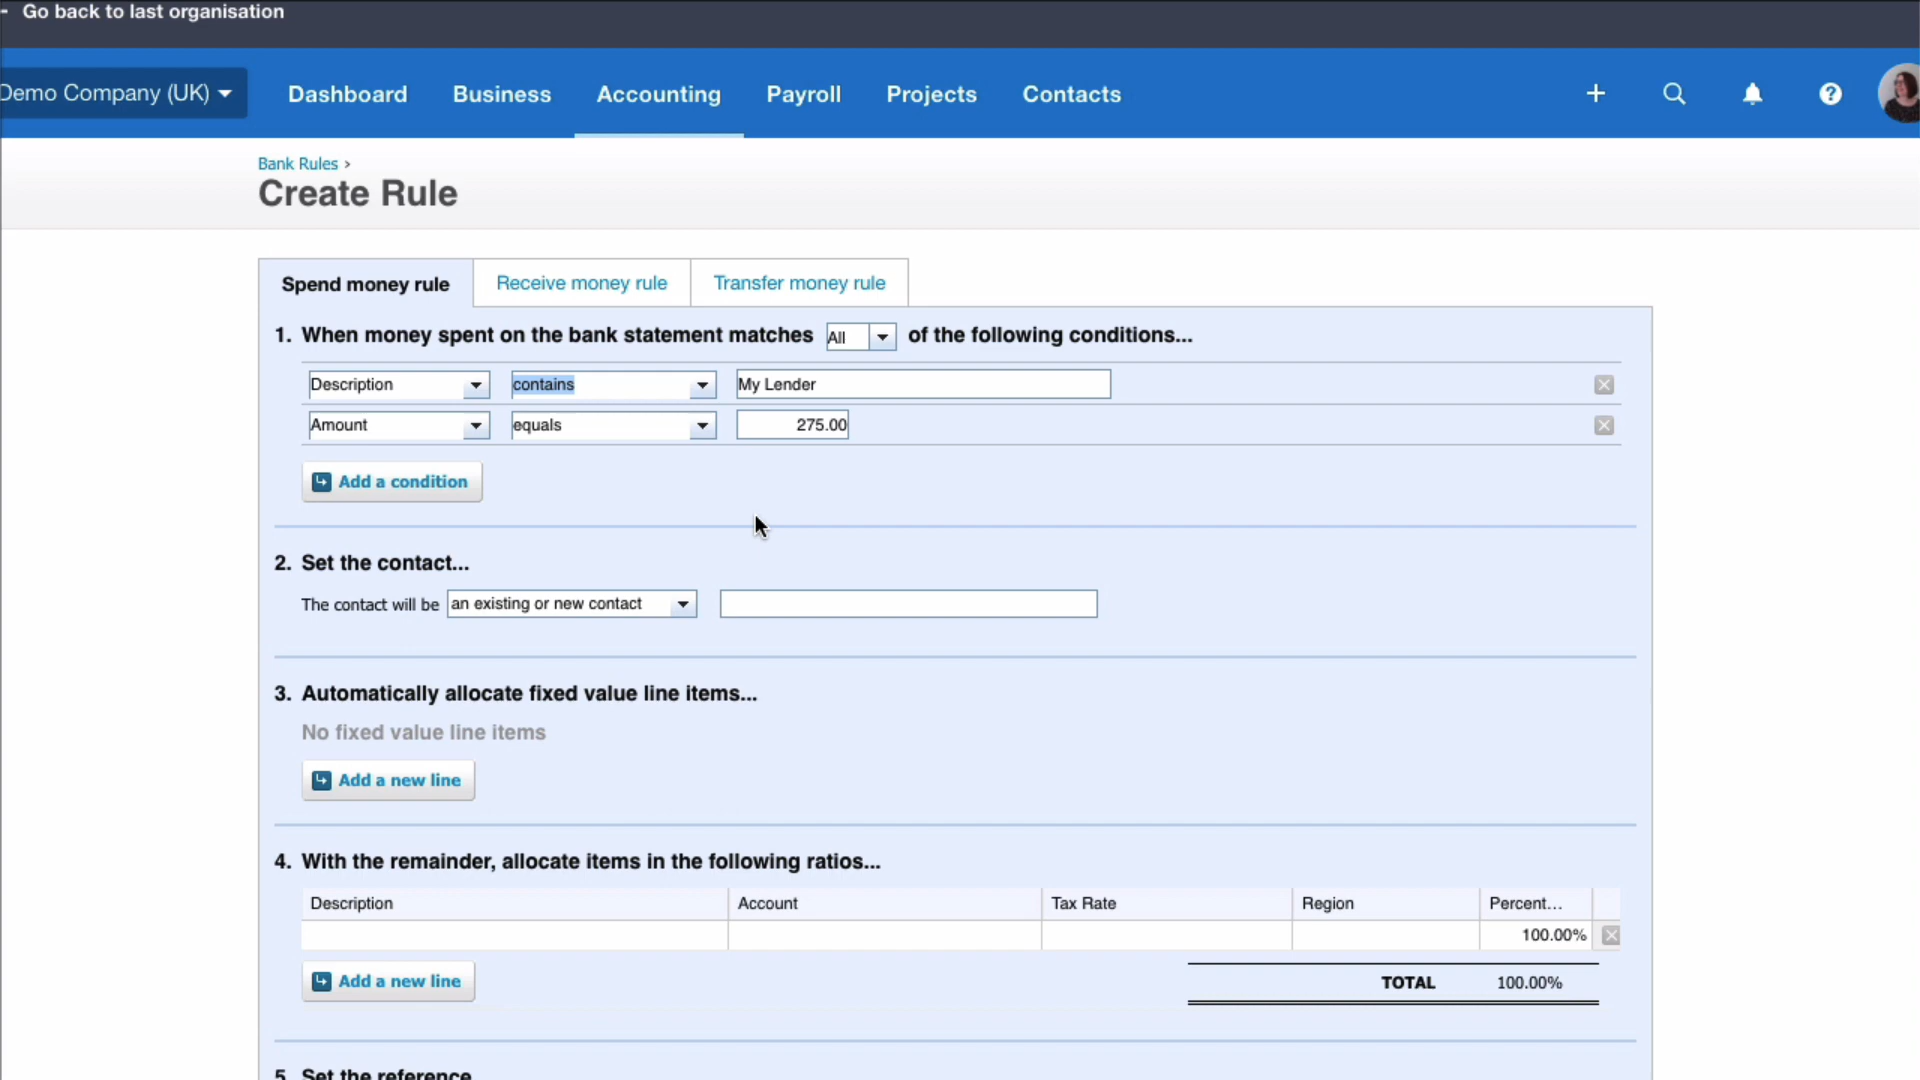 - Go back to last organisation
Demo Company (UK) Dashboard Business Accounting Payroll Projects Contacts
Bank Rules >
Create Rule
Spend money rule Receive money rule Transfer money rule
1. When money spent on the bank statement matches All of the following conditions...
Description contains My Lender
Amount equals 275.00
Add a condition
2. Set the contact...
The contact will be an existing or new contact
3. Automatically allocate fixed value line items...
No fixed value line items
Add a new line
4. With the remainder, allocate items in the following ratios...
Description Account Tax Rate Region Percent...
100.00%
Add a new line
TOTAL 100.00%
5. Set the reference